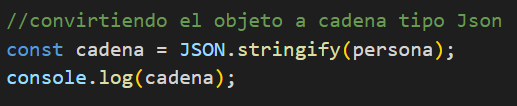 //convirtiendo el objeto a cadena tipo Json
const cadena = JSON.stringify(persona);
console.log(cadena);